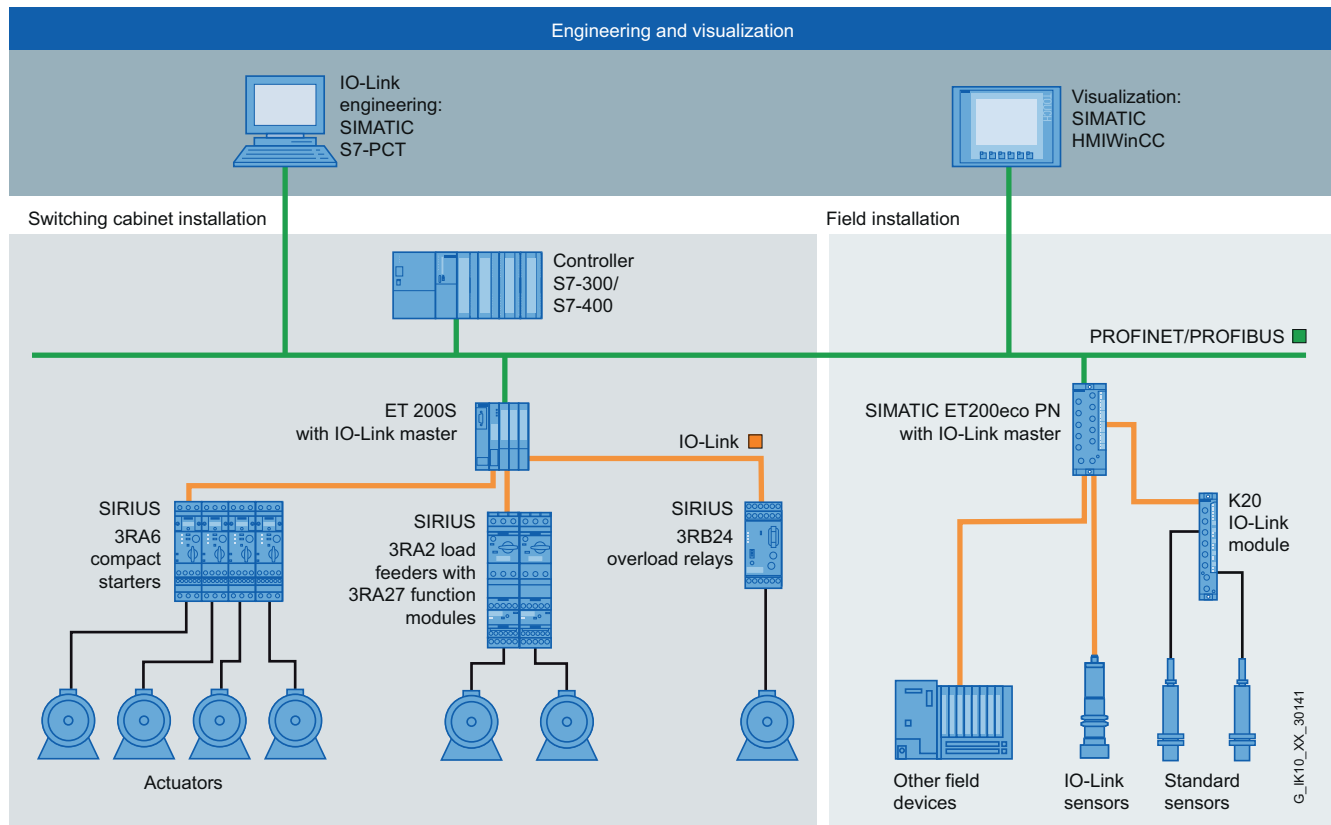 Engineering and visualization
IO-Link
engineering:
SIMATIC
S7-PCT
Visualization:
SIMATIC
HMIWinCC
Switching cabinet installation
Field installation
Controller
S7-300/
S7-400
PROFINET/PROFIBUS
ET 200S
with IO-Link master
IO-Link
SIMATIC ET200eco PN
with IO-Link master
SIRIUS
3RA6
compact
starters
SIRIUS
3RA2 load
feeders with
3RA27 function
modules
SIRIUS
3RB24
overload relays
K20
IO-Link
module
Actuators
Other field
devices
IO-Link
sensors
Standard
sensors
G_IK10_XX_30141